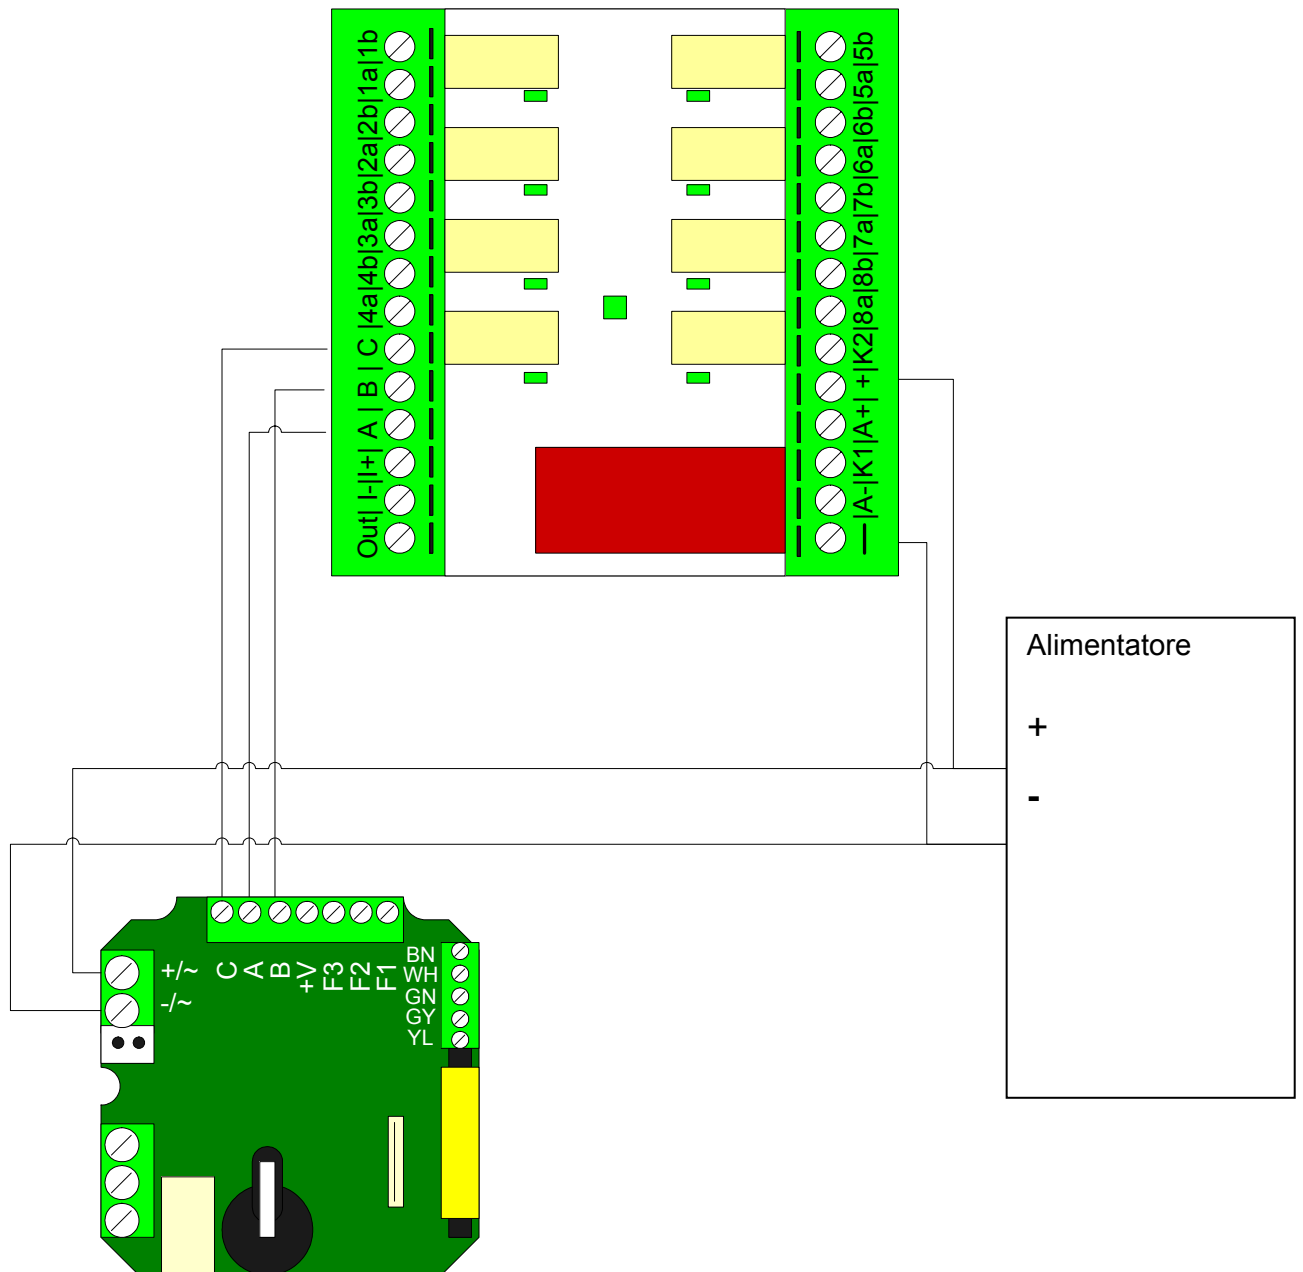 Out| I-|I+| A | B | C |4a|4b|3a|3b|2a|2b|1a|1b
—|A-|K1|A+| +|K2|8a|8b|7a|7b|6a|6b|5a|5b
Alimentatore
+
-
+/~
-/~
C
A
B
+V
F3
F2
F1
BN
WH
GN
GY
YL